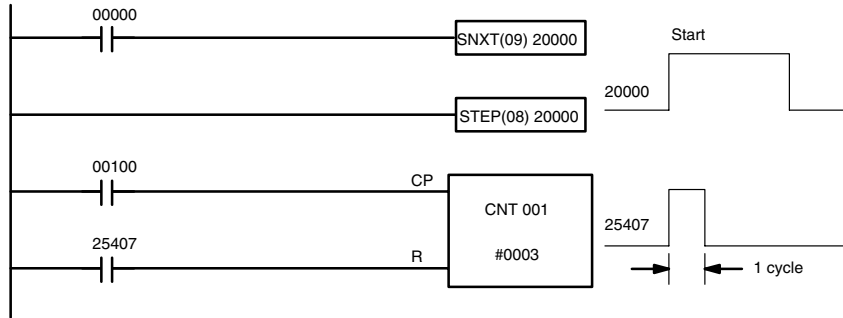 00000
SNXT(09) 20000
Start
20000
STEP(08) 20000
00100
CP
CNT 001
25407
25407
R
#0003
1 cycle